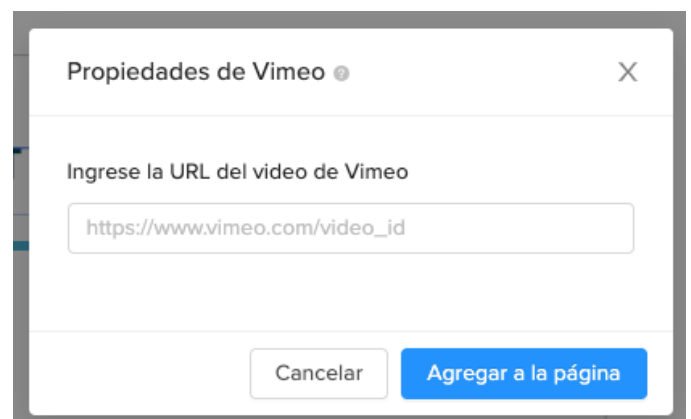 Propiedades de Vimeo
Ingrese la URL del video de Vimeo
https://www.vimeo.com/video_id
Cancelar
Agregar a la página